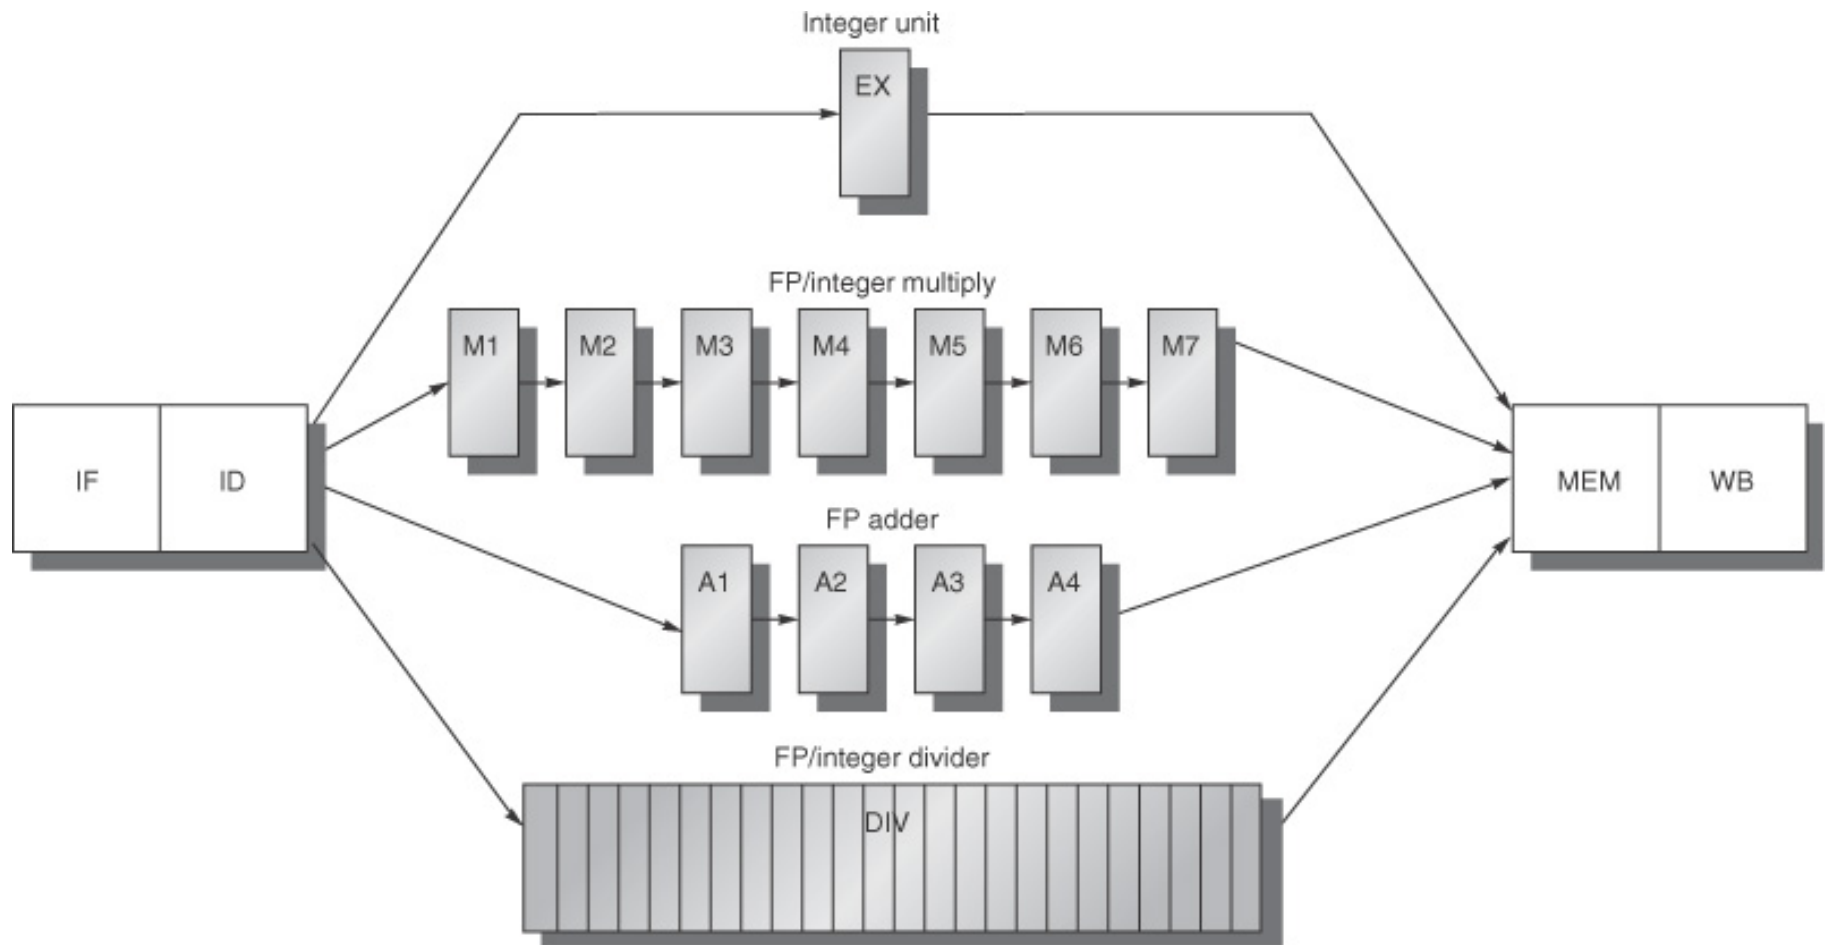 Integer unit
EX
FP/integer multiply
M1 M2 M3 M4 M5 M6 M7
IF ID
MEM WB
FP adder
A1 A2 A3 A4
FP/integer divider
DIV